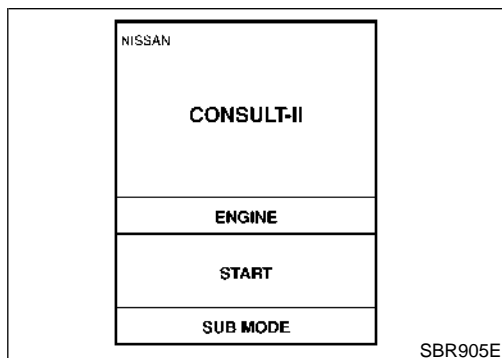 NISSAN
CONSULT-II
ENGINE
START
SUB MODE
SBR905E